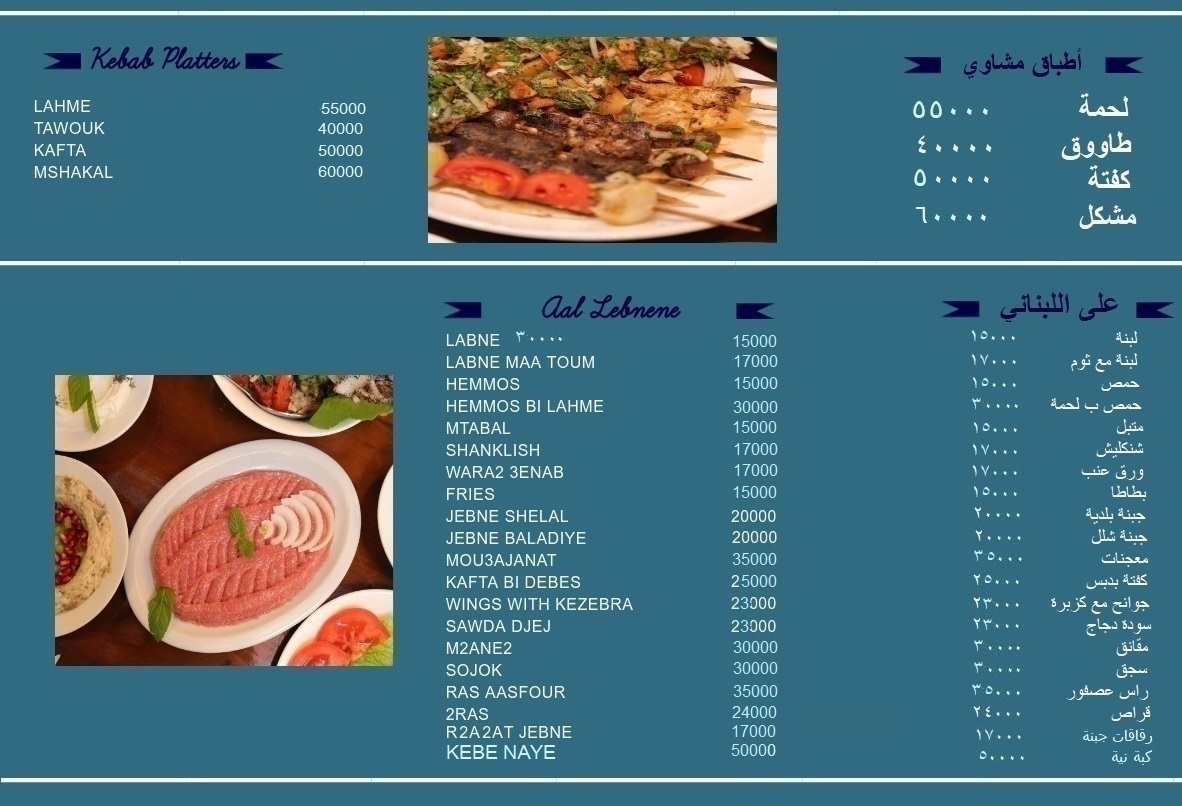 Kebab Platters
LAHME 55000
TAWOUK 40000
KAFTA 50000
MSHAKAL 60000
أطباق مشاوي
لحمة ٥٥٠٠٠
طاووق ٤٠٠٠٠
كفتة ٥٠٠٠٠
مشكل ٦٠٠٠٠
Aal Lebnene
LABNE ٣٠٠٠٠ 15000
LABNE MAA TOUM 17000
HEMMOS 15000
HEMMOS BI LAHME 30000
MTABAL 15000
SHANKLISH 17000
WARA2 3ENAB 17000
FRIES 15000
JEBNE SHELAL 20000
JEBNE BALADIYE 20000
MOU3AJANAT 35000
KAFTA BI DEBES 25000
WINGS WITH KEZEBRA 23000
SAWDA DJEJ 23000
M2ANE2 30000
SOJOK 30000
RAS AASFOUR 35000
2RAS 24000
R2A2AT JEBNE 17000
KEBE NAYE 50000
على اللبناني
لبنة ١٥٠٠٠
لبنة مع ثوم ١٧٠٠٠
حمص ١٥٠٠٠
حمص ب لحمة ٣٠٠٠٠
متبل ١٥٠٠٠
شنكليش ١٧٠٠٠
ورق عنب ١٧٠٠٠
بطاطا ١٥٠٠٠
جبنة بلدية ٢٠٠٠٠
جبنة شلل ٢٠٠٠٠
معجنات ٣٥٠٠٠
كفتة بدبس ٢٥٠٠٠
جوانح مع كزبرة ٢٣٠٠٠
سودة دجاج ٢٣٠٠٠
مقانق ٣٠٠٠٠
سجق ٣٠٠٠٠
راس عصفور ٣٥٠٠٠
قراص ٢٤٠٠٠
رقاقات جبنة ١٧٠٠٠
كبة نية ٥٠٠٠٠